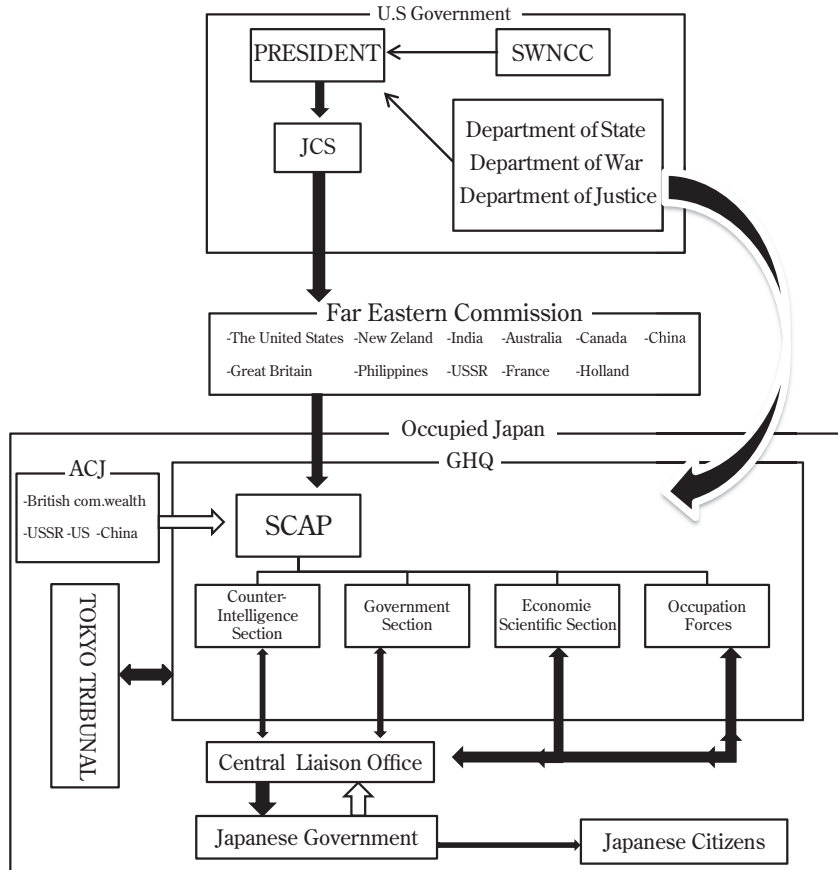 U.S Government
PRESIDENT
SWNCC
JCS
Department of State
Department of War
Department of Justice
Far Eastern Commission
-The United States -New Zeland -India -Australia -Canada -China
-Great Britain -Philippines -USSR -France -Holland
Occupied Japan
GHQ
ACJ
-British com.wealth
-USSR -US -China
SCAP
Counter-
Intelligence
Section
Government
Section
Economic
Scientific Section
Occupation
Forces
TOKYO TRIBUNAL
Central Liaison Office
Japanese Government
Japanese Citizens